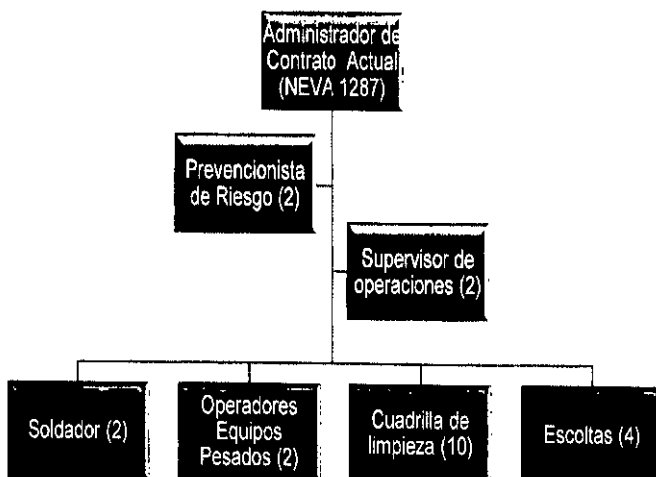 Administrador de
Contrato Actual
(NEVA 1287)
Prevencionista
de Riesgo (2)
Supervisor de
operaciones (2)
Soldador (2)
Operadores
Equipos
Pesados (2)
Cuadrilla de
limpieza (10)
Escoltas (4)